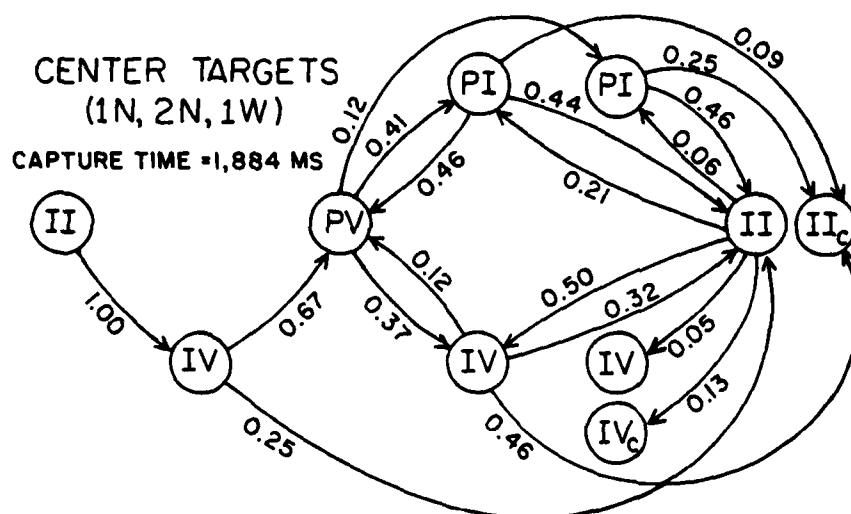 CENTER TARGETS
(1N, 2N, 1W)
CAPTURE TIME =1,884 MS
II
1.00
IV
0.67
0.25
PV
0.12
0.41
0.46
PI
0.44
0.21
PI
0.09
0.25
0.46
0.06
II
II C
0.12
0.37
IV
0.50
0.32
0.46
IV
0.05
IV C
0.13